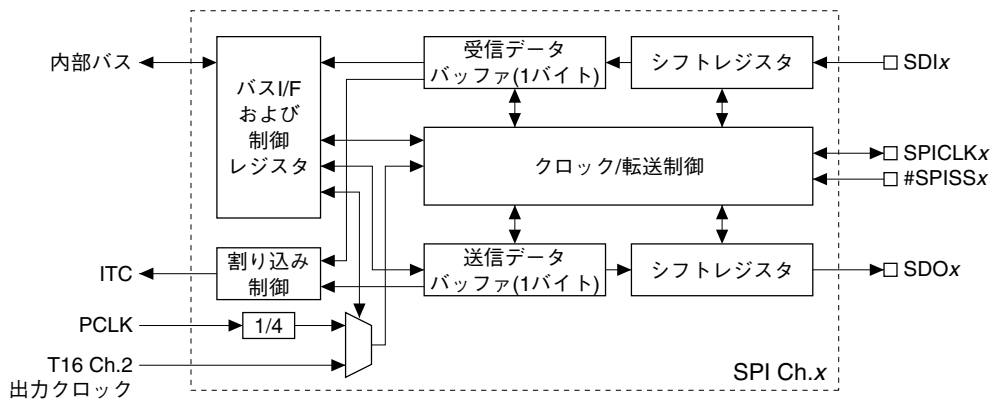 内部バス
バスI/F
および
制御
レジスタ
受信データ
バッファ(1バイト)
シフトレジスタ
SDIx
クロック/転送制御
SPICLKx
#SPISSx
ITC
割り込み
制御
送信データ
バッファ(1バイト)
シフトレジスタ
SDOx
PCLK
1/4
T16 Ch.2
出力クロック
SPI Ch.x